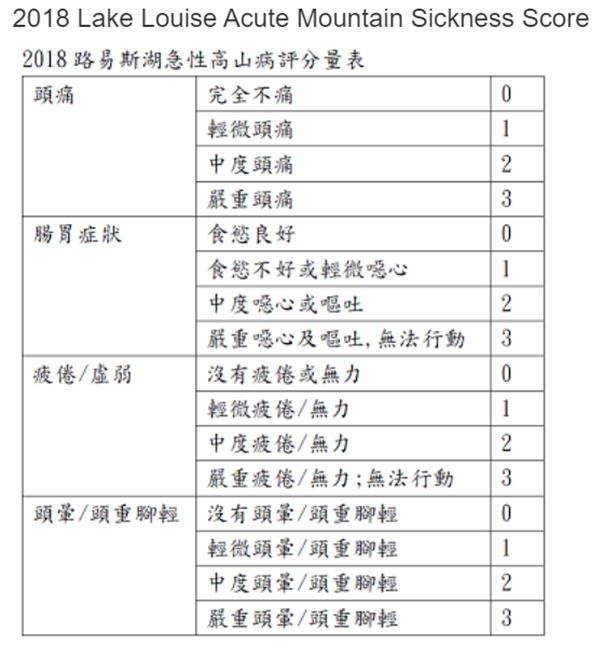 2018 Lake Louise Acute Mountain Sickness Score
2018 路易斯湖急性高山病評分量表
頭痛 完全不痛 0
輕微頭痛 1
中度頭痛 2
嚴重頭痛 3
腸胃症狀 食慾良好 0
食慾不好或輕微噁心 1
中度噁心或嘔吐 2
嚴重噁心及嘔吐, 無法行動 3
疲倦/虛弱 沒有疲倦或無力 0
輕微疲倦/無力 1
中度疲倦/無力 2
嚴重疲倦/無力;無法行動 3
頭暈/頭重腳輕 沒有頭暈/頭重腳輕 0
輕微頭暈/頭重腳輕 1
中度頭暈/頭重腳輕 2
嚴重頭暈/頭重腳輕 3